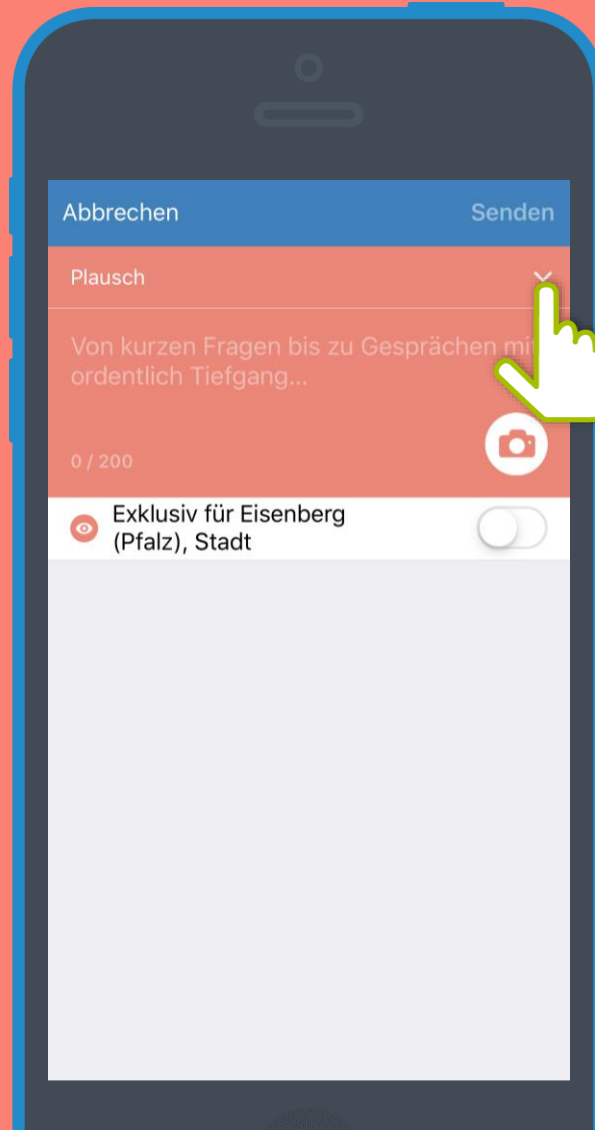 Abbrechen Senden
Plausch
Von kurzen Fragen bis zu Gesprächen mit
ordentlich Tiefgang...
0 / 200
Exklusiv für Eisenberg
(Pfalz), Stadt